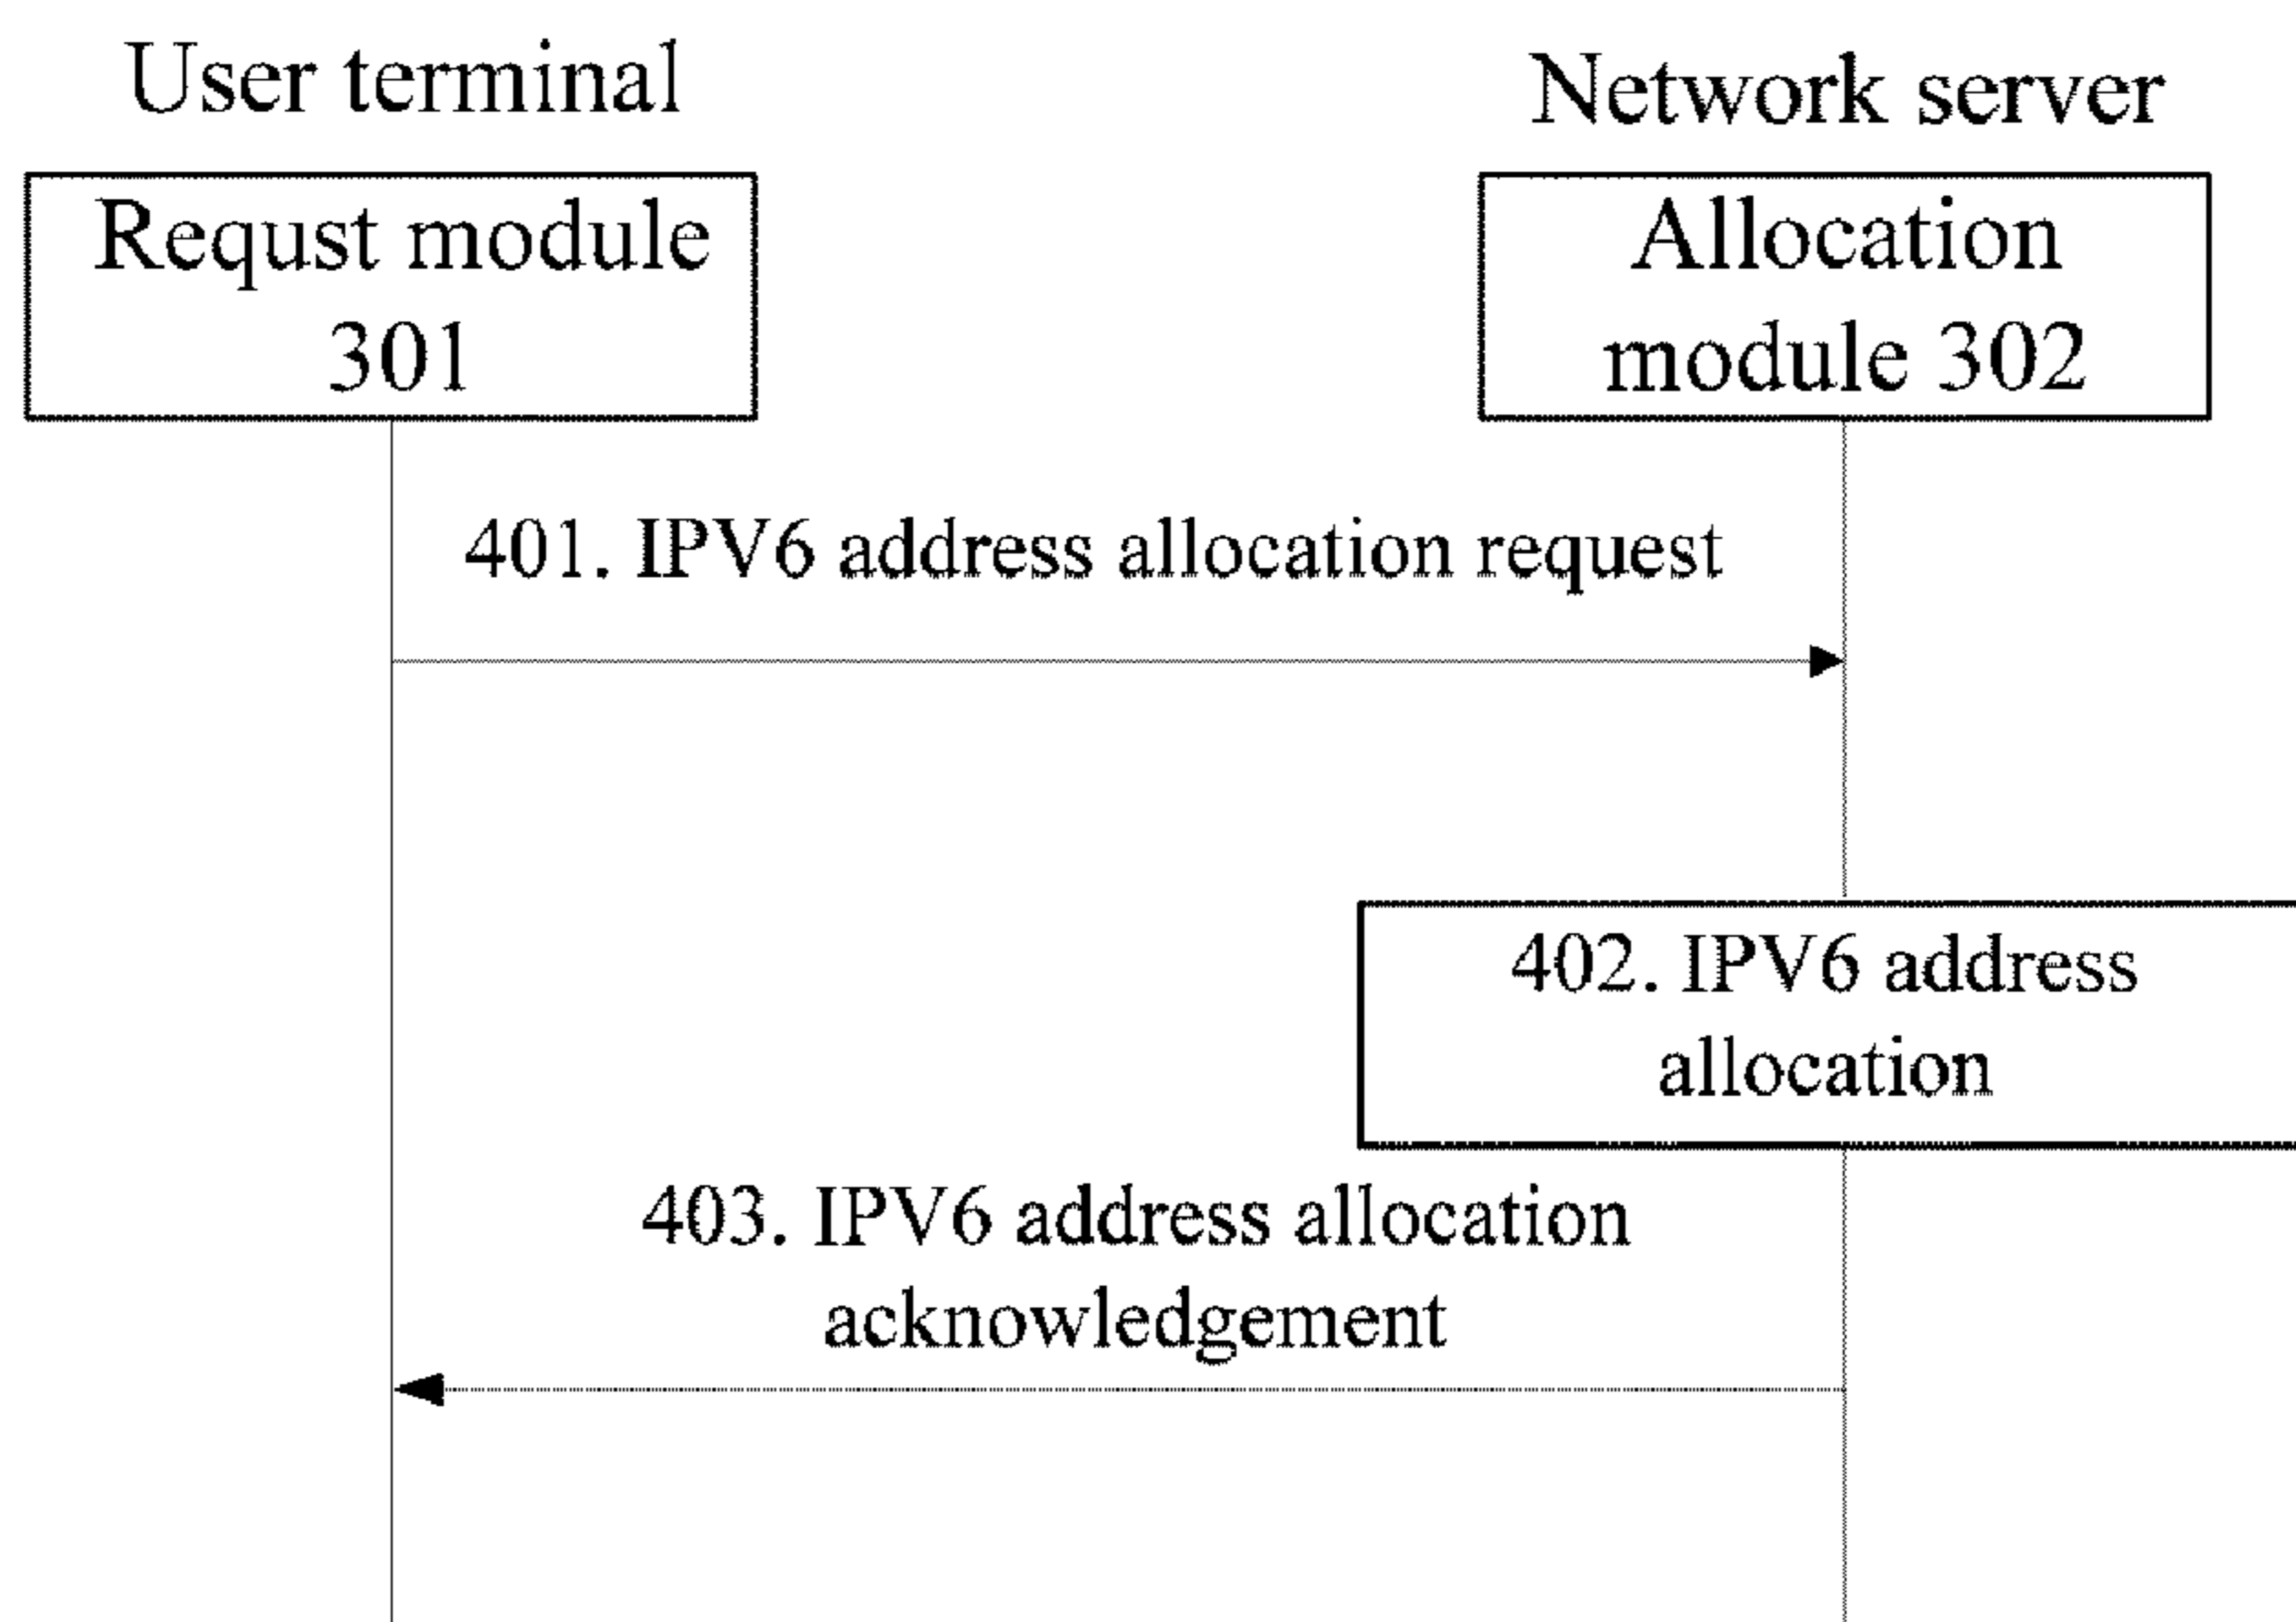 User terminal
Network server
Requst module
301
Allocation
module 302
401. IPV6 address allocation request
402. IPV6 address
allocation
403. IPV6 address allocation
acknowledgement